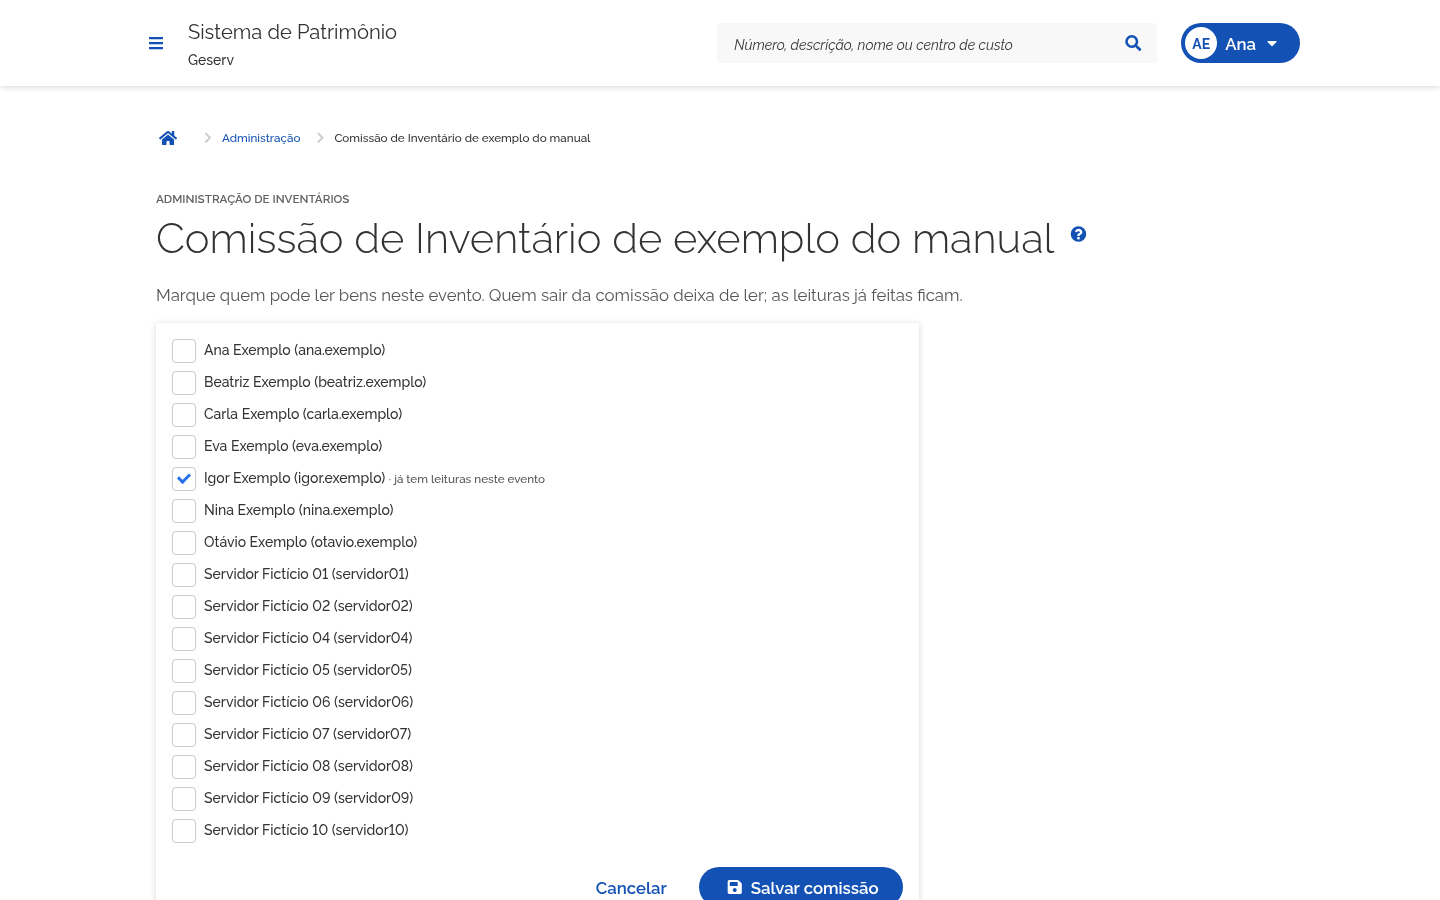 Sistema de Patrimônio
Geserv
Número, descrição, nome ou centro de custo
AE Ana
Administração
Comissão de Inventário de exemplo do manual
ADMINISTRAÇÃO DE INVENTÁRIOS
Comissão de Inventário de exemplo do manual
Marque quem pode ler bens neste evento. Quem sair da comissão deixa de ler; as leituras já feitas ficam.
Ana Exemplo (ana.exemplo)
Beatriz Exemplo (beatriz.exemplo)
Carla Exemplo (carla.exemplo)
Eva Exemplo (eva.exemplo)
Igor Exemplo (igor.exemplo) · já tem leituras neste evento
Nina Exemplo (nina.exemplo)
Otávio Exemplo (otavio.exemplo)
Servidor Fictício 01 (servidor01)
Servidor Fictício 02 (servidor02)
Servidor Fictício 04 (servidor04)
Servidor Fictício 05 (servidor05)
Servidor Fictício 06 (servidor06)
Servidor Fictício 07 (servidor07)
Servidor Fictício 08 (servidor08)
Servidor Fictício 09 (servidor09)
Servidor Fictício 10 (servidor10)
Cancelar
Salvar comissão